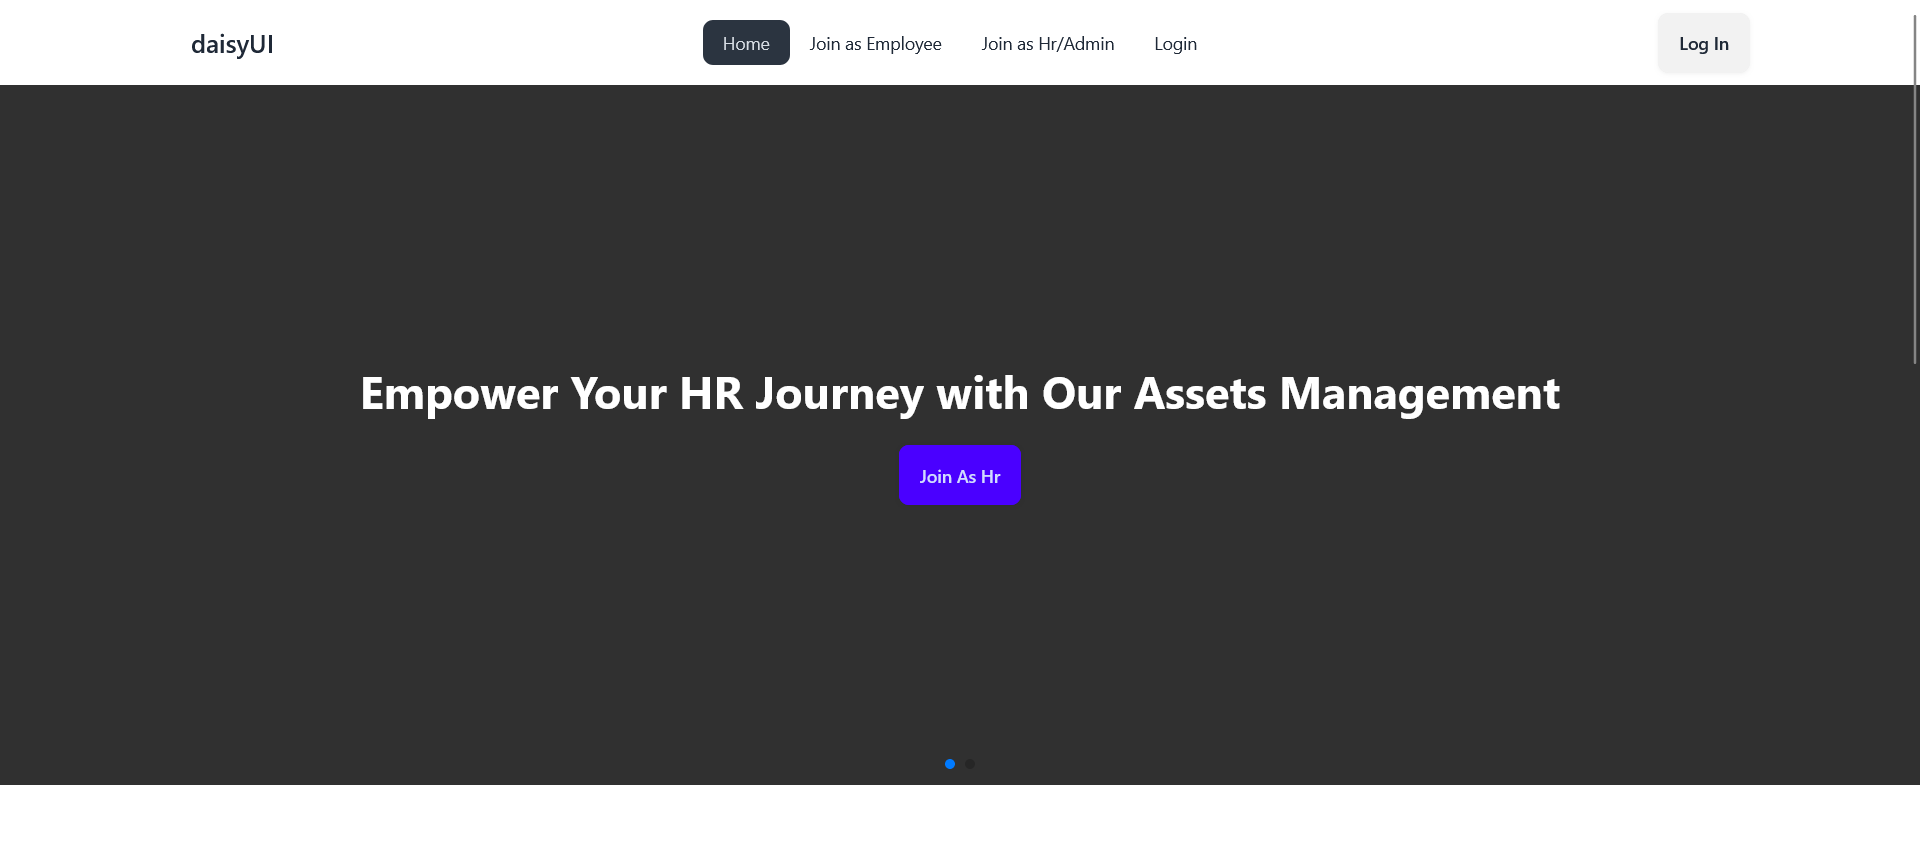 daisyUI
Home Join as Employee Join as Hr/Admin Login
Log In
Empower Your HR Journey with Our Assets Management
Join As Hr